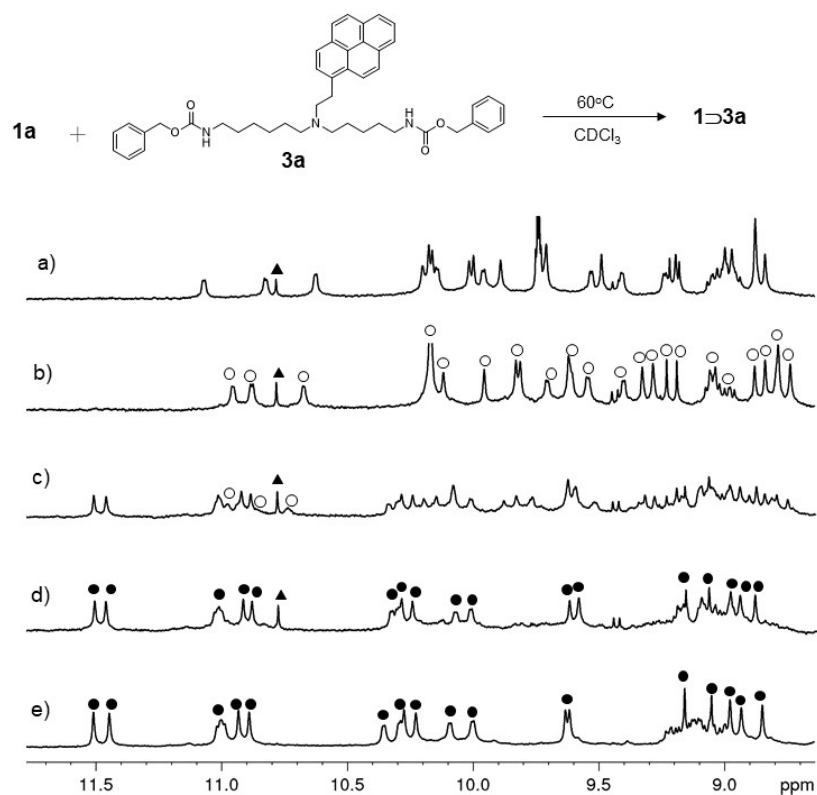 1a + O O N H N NH O O 60°C CDCl₃ 1⊃3a
3a
a)
b)
c)
d)
e)
11.5 11.0 10.5 10.0 9.5 9.0 ppm